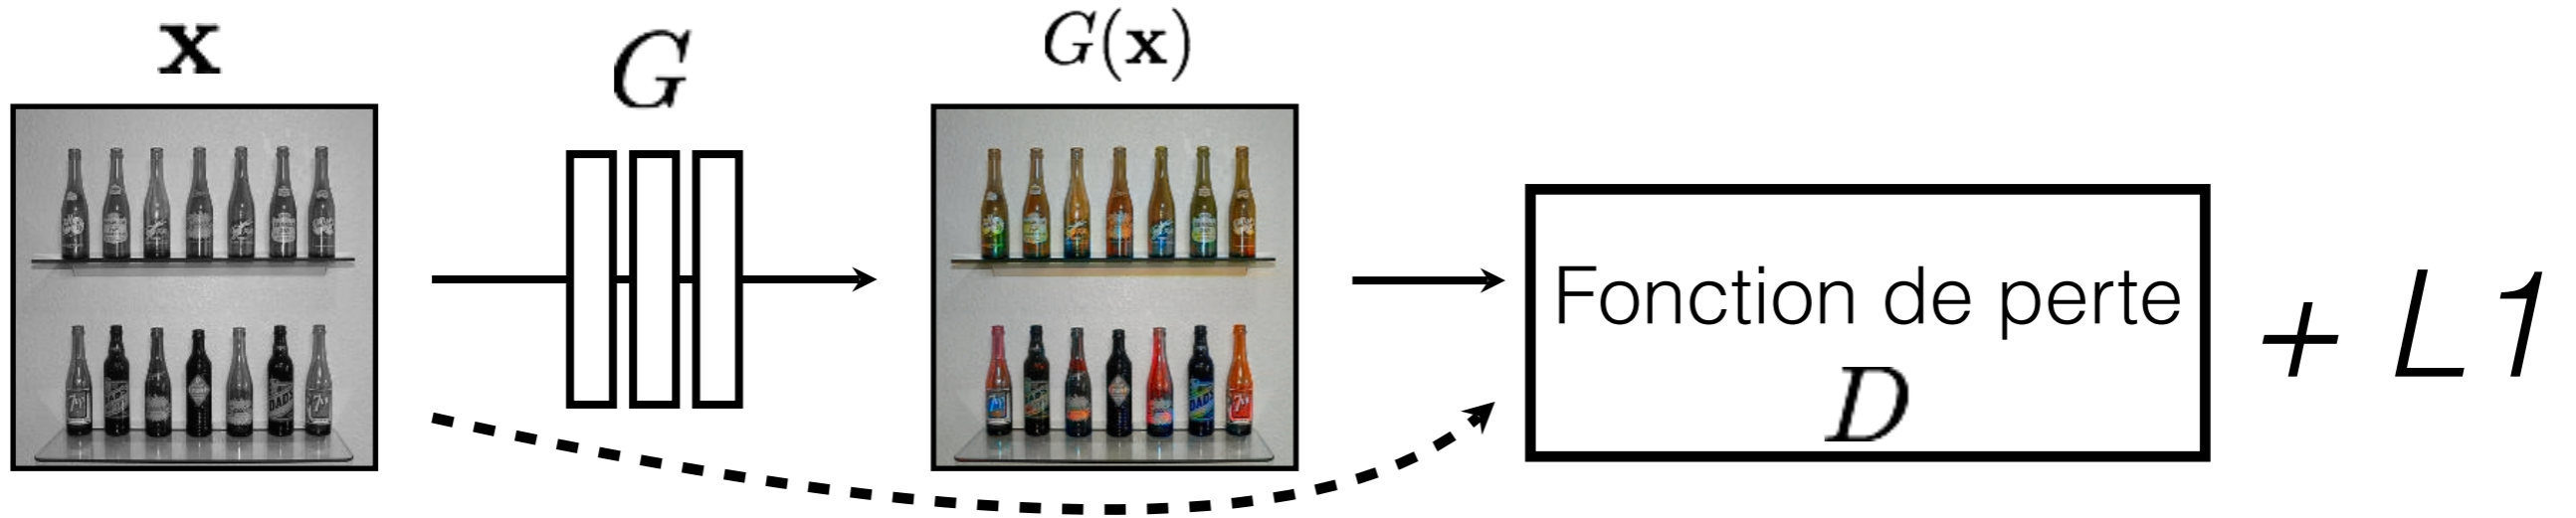 x
G
G(x)
Fonction de perte
D
+ L1